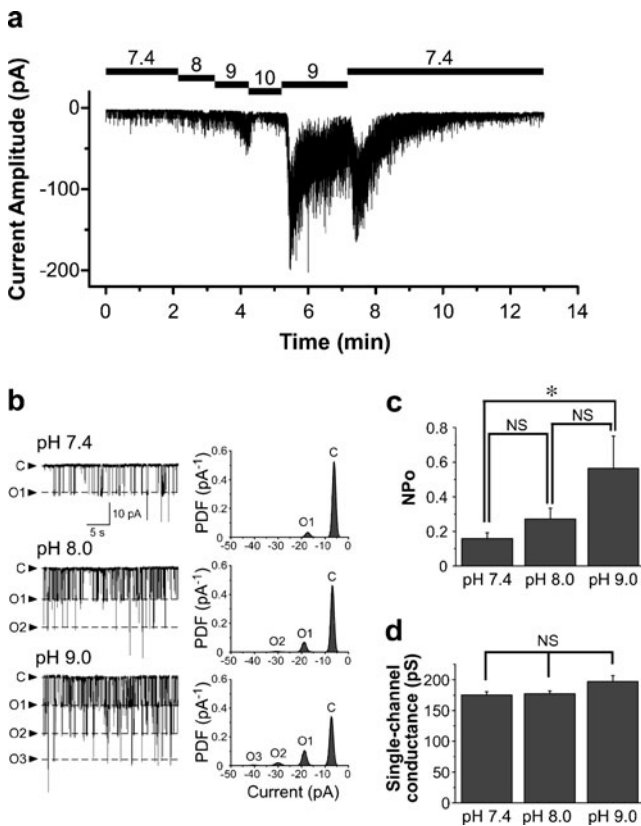 a
7.4 8 9 10 9 7.4
Current Amplitude (pA)
0
-100
-200
0 2 4 6 8 10 12 14
Time (min)
b
pH 7.4
C
O1
10 pA
5 s
pH 8.0
C
O1
O2
pH 9.0
C
O1
O2
O3
PDF (pA⁻¹)
0.6
0.4
0.2
0
-50 -40 -30 -20 -10 0
O1 C
PDF (pA⁻¹)
0.6
0.4
0.2
0
-50 -40 -30 -20 -10 0
O2 O1 C
PDF (pA⁻¹)
0.6
0.4
0.2
0
-50 -40 -30 -20 -10 0
O3 O2 O1 C
Current (pA)
c
*
NS NS
NPo
0.8
0.6
0.4
0.2
0
pH 7.4 pH 8.0 pH 9.0
d
NS
Single-channel
conductance (pS)
200
150
100
50
0
pH 7.4 pH 8.0 pH 9.0